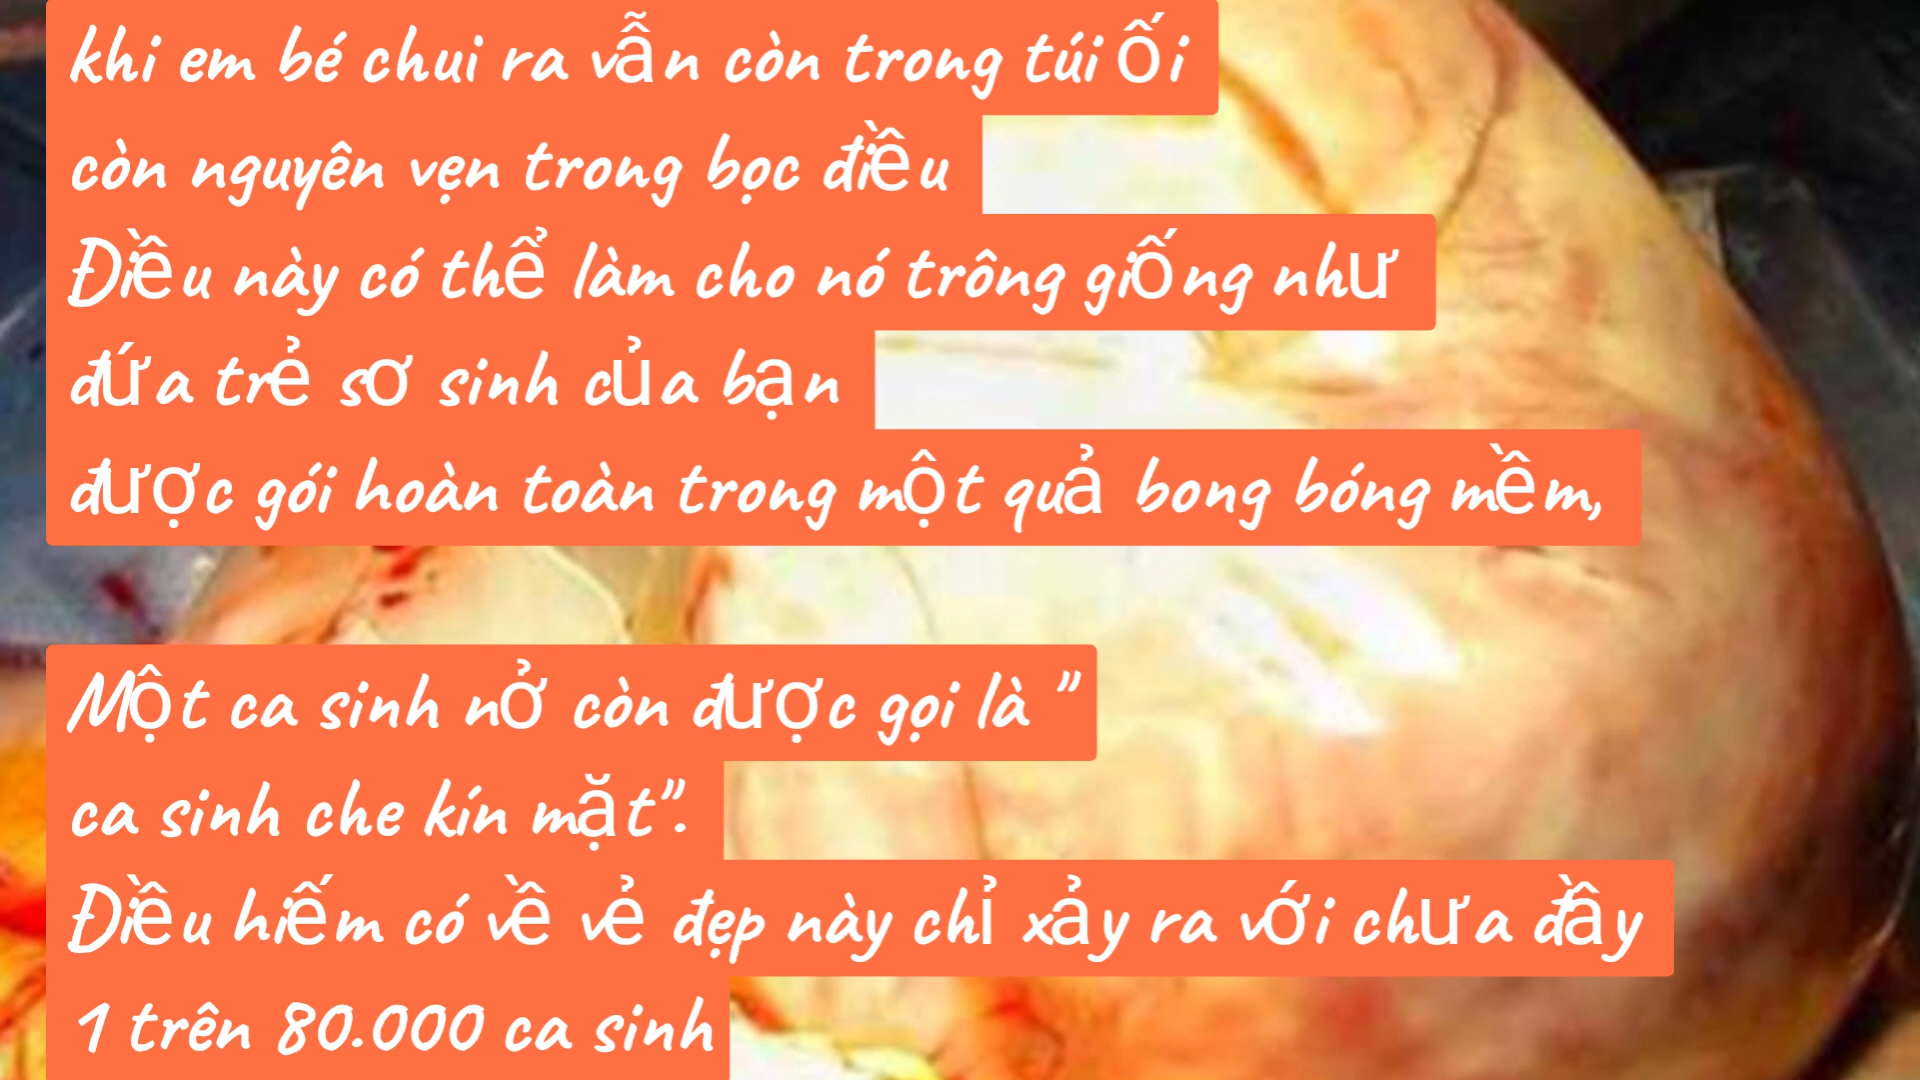 khi em bé chui ra vẫn còn trong túi ối
còn nguyên vẹn trong bọc điều
Điều này có thể làm cho nó trông giống như
đứa trẻ sơ sinh của bạn
được gói hoàn toàn trong một quả bong bóng mềm,
Một ca sinh nở còn được gọi là "
ca sinh che kín mặt".
Điều hiếm có về vẻ đẹp này chỉ xảy ra với chưa đầy
1 trên 80.000 ca sinh